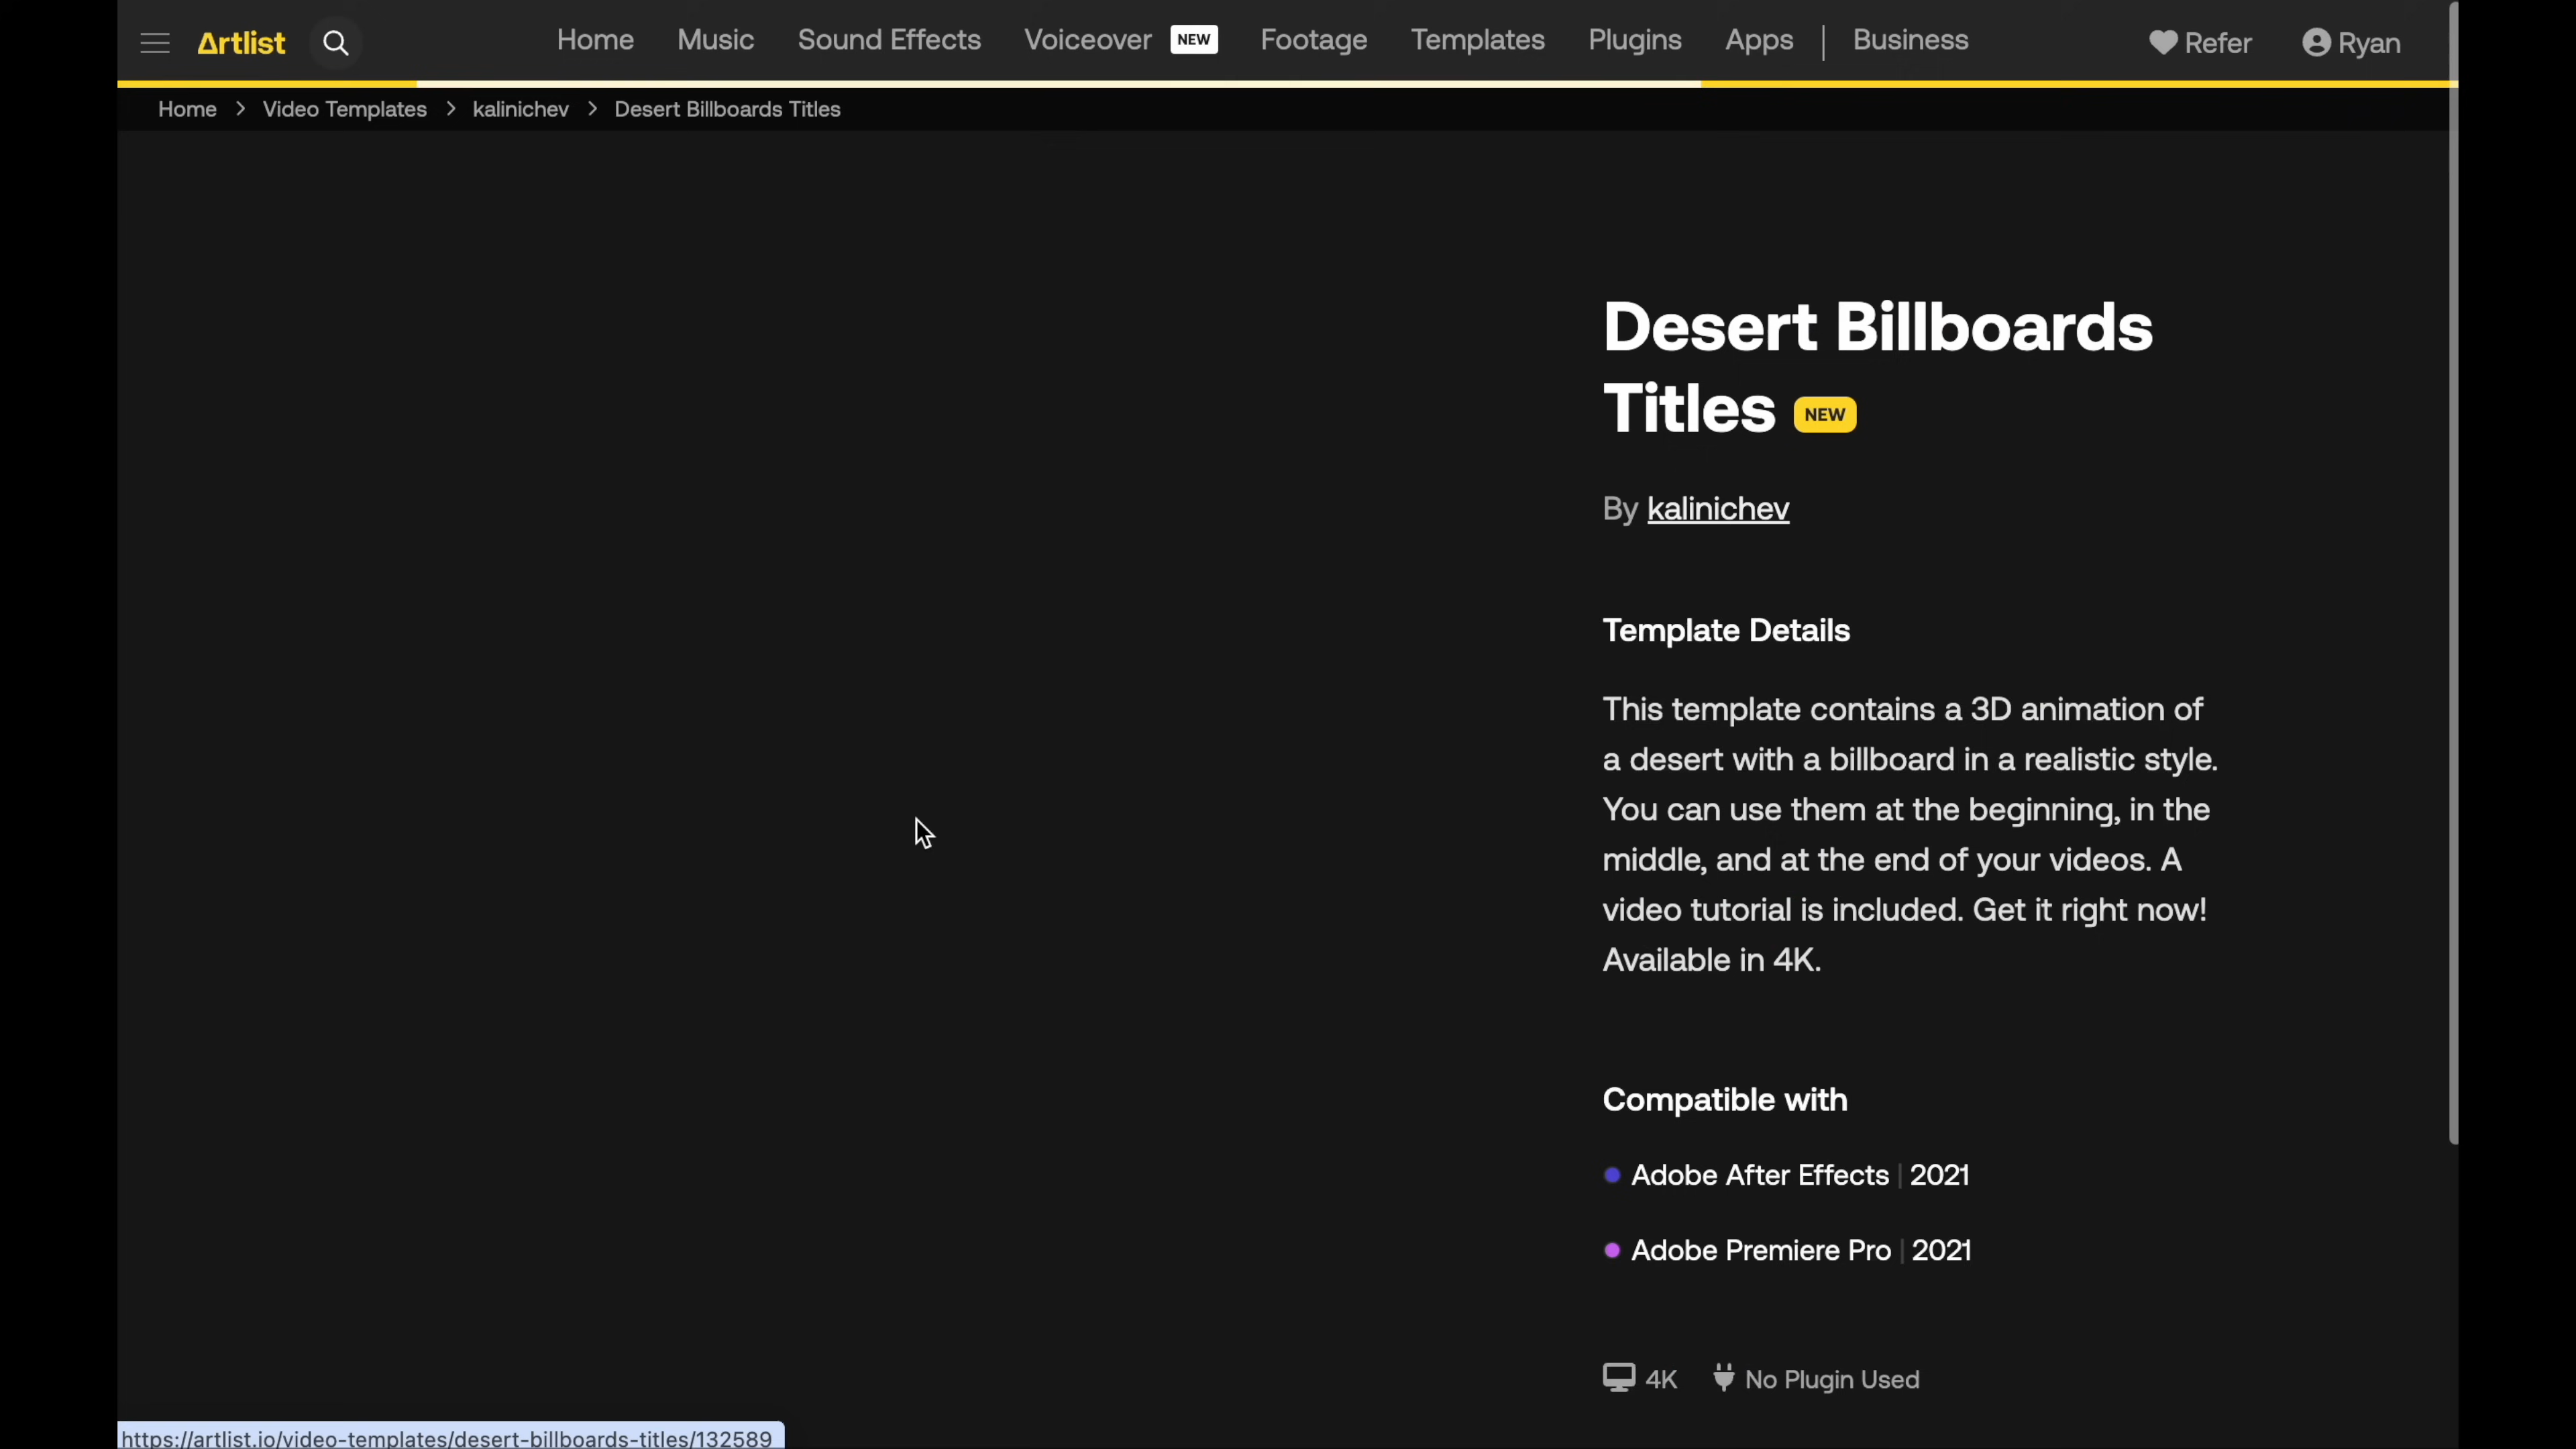 Artlist
Home Music Sound Effects Voiceover NEW Footage Templates Plugins Apps Business
Refer Ryan
Home > Video Templates > kalinichev > Desert Billboards Titles
Desert Billboards
Titles NEW
By kalinichev
Template Details
This template contains a 3D animation of
a desert with a billboard in a realistic style.
You can use them at the beginning, in the
middle, and at the end of your videos. A
video tutorial is included. Get it right now!
Available in 4K.
Compatible with
Adobe After Effects | 2021
Adobe Premiere Pro | 2021
4K No Plugin Used
https://artlist.io/video-templates/desert-billboards-titles/132589